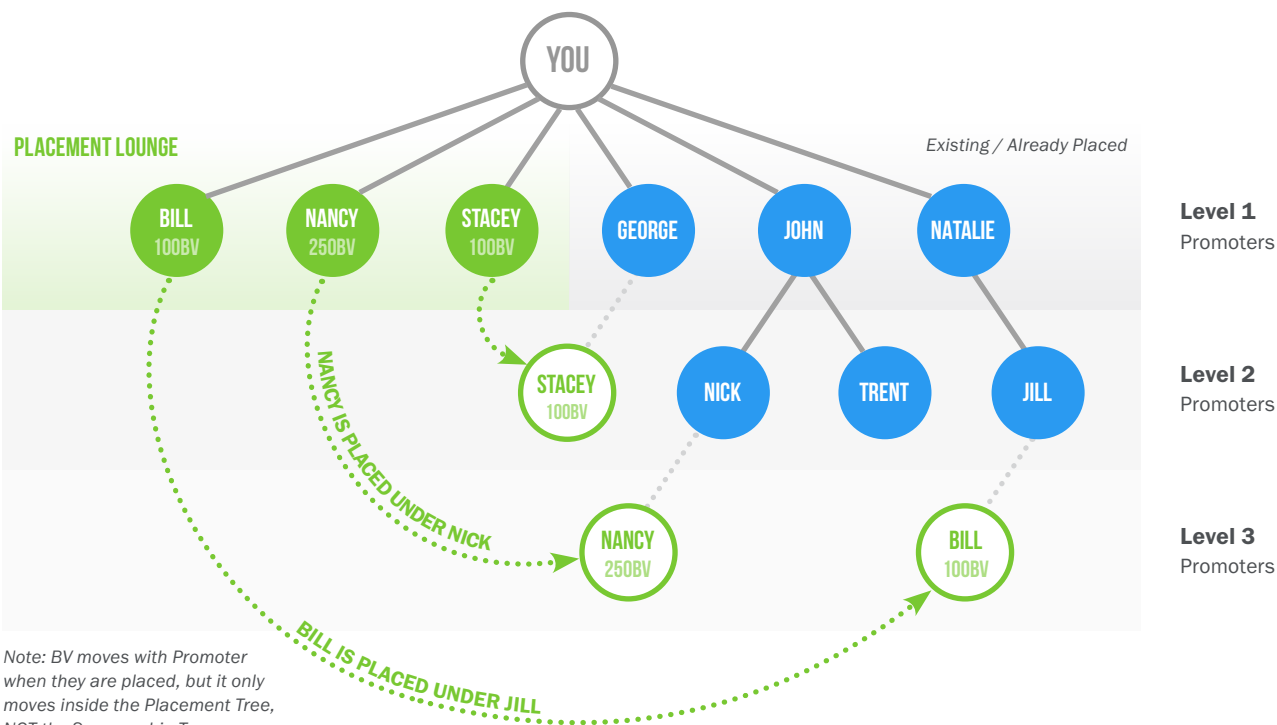 YOU
PLACEMENT LOUNGE
Existing / Already Placed
BILL
100BV
NANCY
250BV
STACEY
100BV
GEORGE
JOHN
NATALIE
Level 1
Promoters
STACEY
100BV
NICK
TRENT
JILL
Level 2
Promoters
NANCY IS PLACED UNDER NICK
NANCY
250BV
BILL
100BV
Level 3
Promoters
BILL IS PLACED UNDER JILL
Note: BV moves with Promoter
when they are placed, but it only
moves inside the Placement Tree,
NOT the